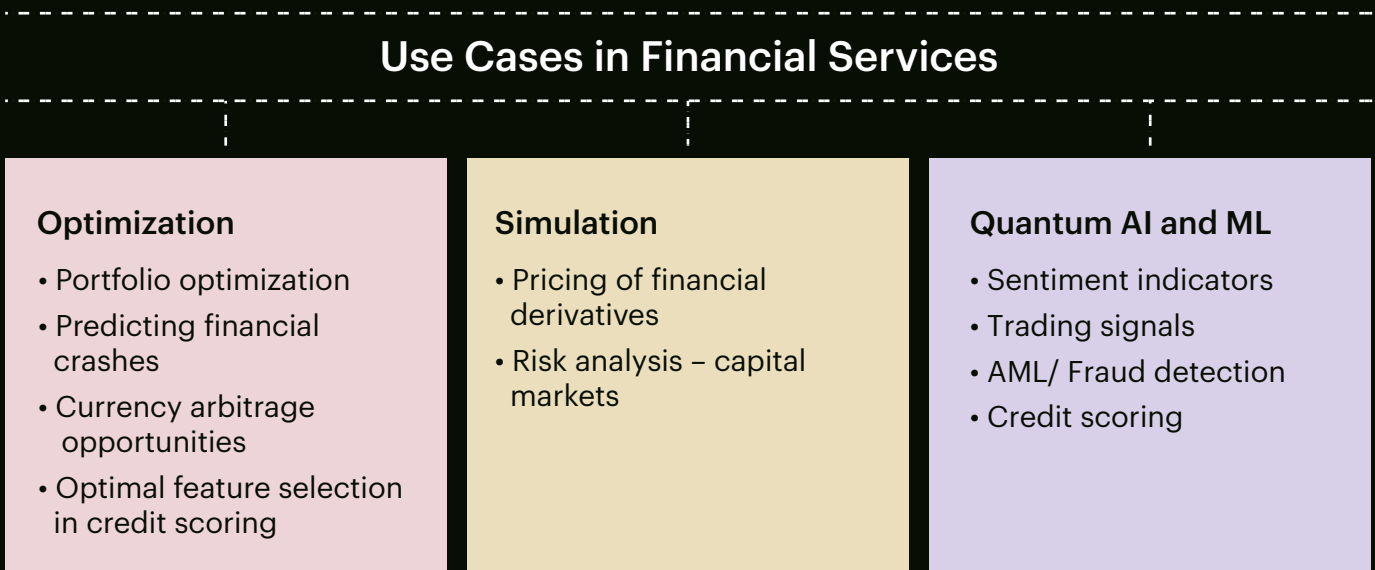 Use Cases in Financial Services
Optimization
• Portfolio optimization
• Predicting financial
crashes
• Currency arbitrage
opportunities
• Optimal feature selection
in credit scoring
Simulation
• Pricing of financial
derivatives
• Risk analysis – capital
markets
Quantum AI and ML
• Sentiment indicators
• Trading signals
• AML/ Fraud detection
• Credit scoring